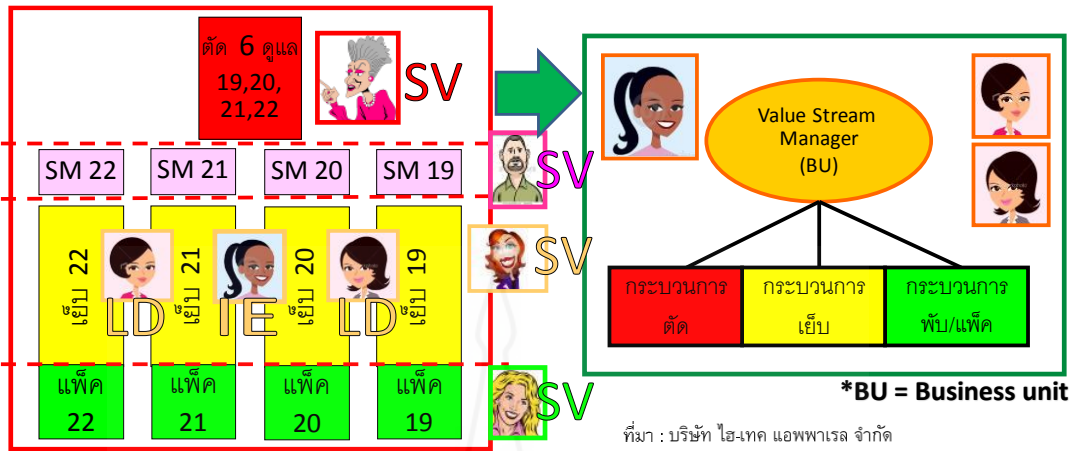 ตัด 6 ดูแล
19,20,
21,22
SV
SM 22
SM 21
SM 20
SM 19
SV
เย็บ 22
เย็บ 21
เย็บ 20
เย็บ 19
LD
IE
LD
SV
แพ็ค
22
แพ็ค
21
แพ็ค
20
แพ็ค
19
SV
Value Stream
Manager
(BU)
กระบวนการ
ตัด
กระบวนการ
เย็บ
กระบวนการ
พับ/แพ็ค
*BU = Business unit
ที่มา : บริษัท ไฮ-เทค แอพพาเรล จำกัด